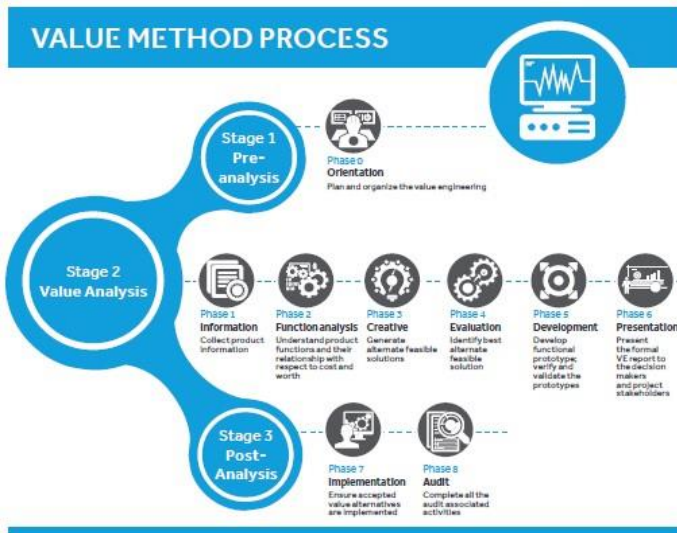 VALUE METHOD PROCESS
Stage 1
Pre-
analysis
Phase 0
Orientation
Plan and organize the value engineering
Stage 2
Value Analysis
Phase 1
Information
Collect product
information
Phase 2
Function analysis
Understand product
functions and their
relationship with
respect to cost and
worth
Phase 3
Creative
Generate
alternate feasible
solutions
Phase 4
Evaluation
Identify best
alternate
feasible
solution
Phase 5
Development
Develop
functional
prototype;
verify and
validate the
prototypes
Phase 6
Presentation
Present
the formal
VE report to
the decision
makers
and project
stakeholders
Stage 3
Post-
Analysis
Phase 7
Implementation
Ensure accepted
value alternatives
are implemented
Phase 8
Audit
Complete all the
audit associated
activities